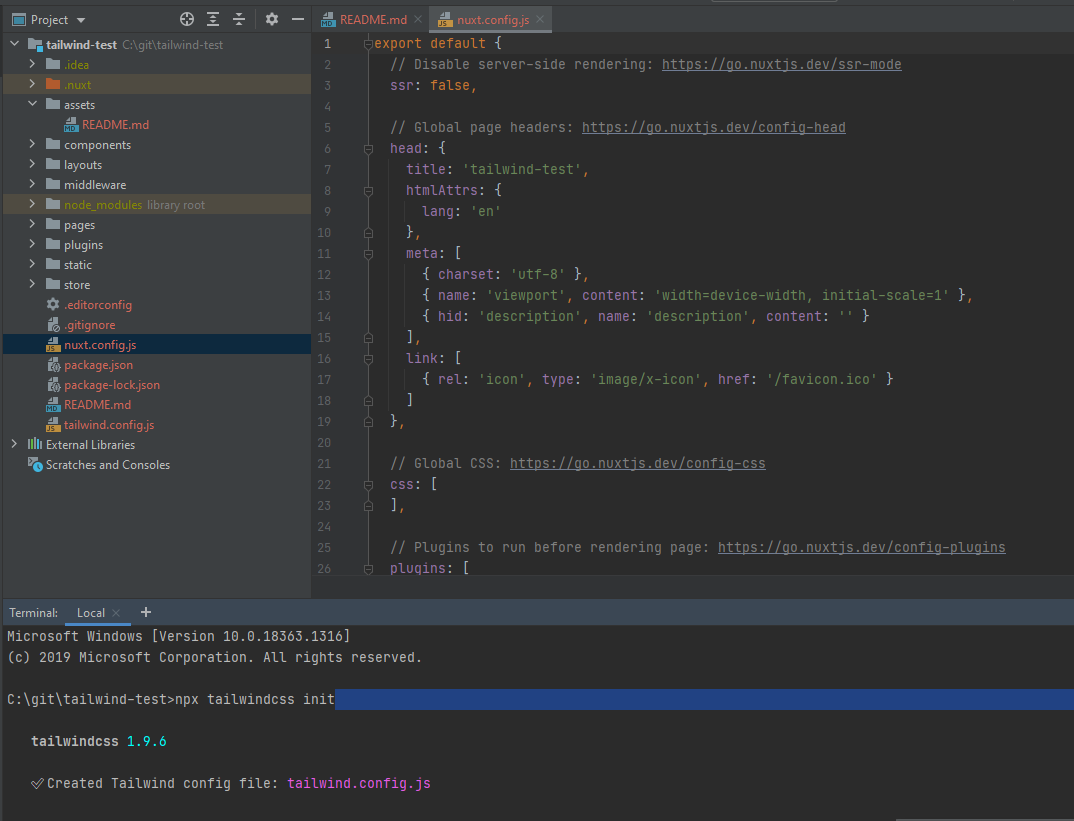 Project
README.md
nuxt.config.js
tailwind-test C:\git\tailwind-test
.idea
.nuxt
assets
README.md
components
layouts
middleware
node_modules library root
pages
plugins
static
store
.editorconfig
.gitignore
nuxt.config.js
package.json
package-lock.json
README.md
tailwind.config.js
External Libraries
Scratches and Consoles
1 export default {
2 // Disable server-side rendering: https://go.nuxtjs.dev/ssr-mode
3 ssr: false,
4
5 // Global page headers: https://go.nuxtjs.dev/config-head
6 head: {
7 title: 'tailwind-test',
8 htmlAttrs: {
9 lang: 'en'
10 },
11 meta: [
12 { charset: 'utf-8' },
13 { name: 'viewport', content: 'width=device-width, initial-scale=1' },
14 { hid: 'description', name: 'description', content: '' }
15 ],
16 link: [
17 { rel: 'icon', type: 'image/x-icon', href: '/favicon.ico' }
18 ]
19 },
20
21 // Global CSS: https://go.nuxtjs.dev/config-css
22 css: [
23 ],
24
25 // Plugins to run before rendering page: https://go.nuxtjs.dev/config-plugins
26 plugins: [
Terminal: Local
Microsoft Windows [Version 10.0.18363.1316]
(c) 2019 Microsoft Corporation. All rights reserved.
C:\git\tailwind-test>npx tailwindcss init
tailwindcss 1.9.6
Created Tailwind config file: tailwind.config.js